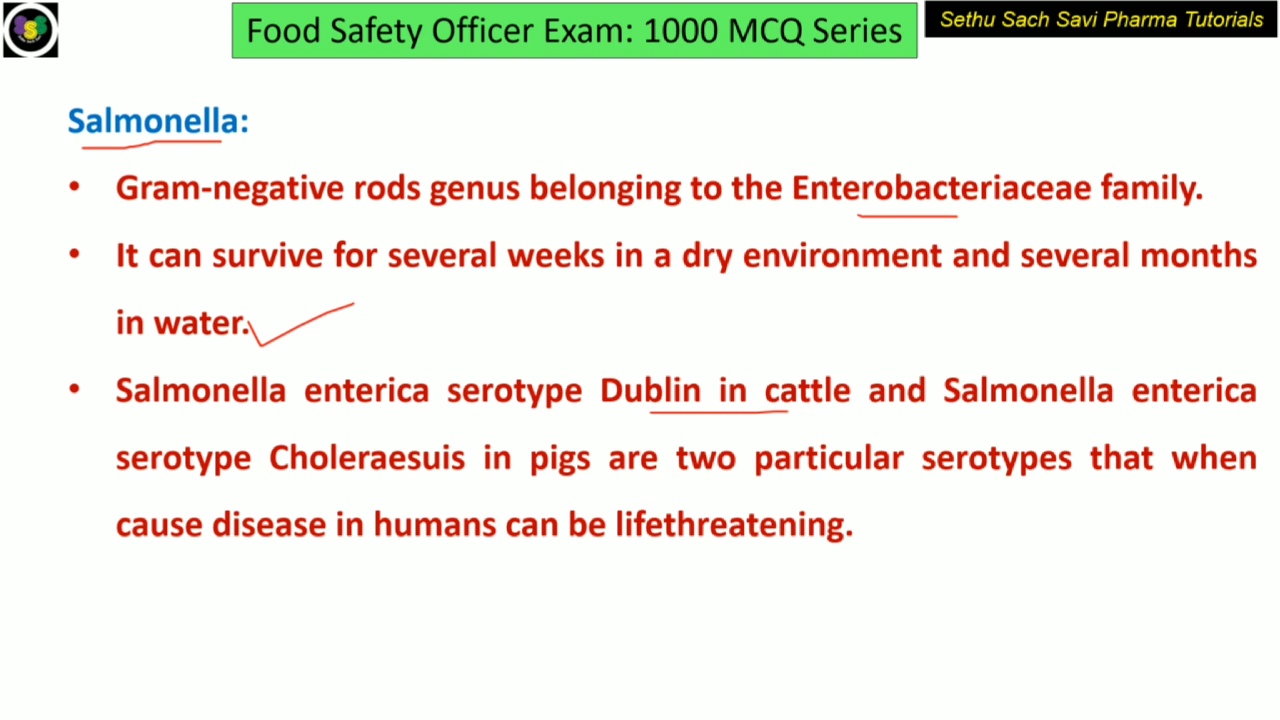 Food Safety Officer Exam: 1000 MCQ Series
Sethu Sach Savi Pharma Tutorials
Salmonella:
• Gram-negative rods genus belonging to the Enterobacteriaceae family.
• It can survive for several weeks in a dry environment and several months
in water.
• Salmonella enterica serotype Dublin in cattle and Salmonella enterica
serotype Choleraesuis in pigs are two particular serotypes that when
cause disease in humans can be lifethreatening.